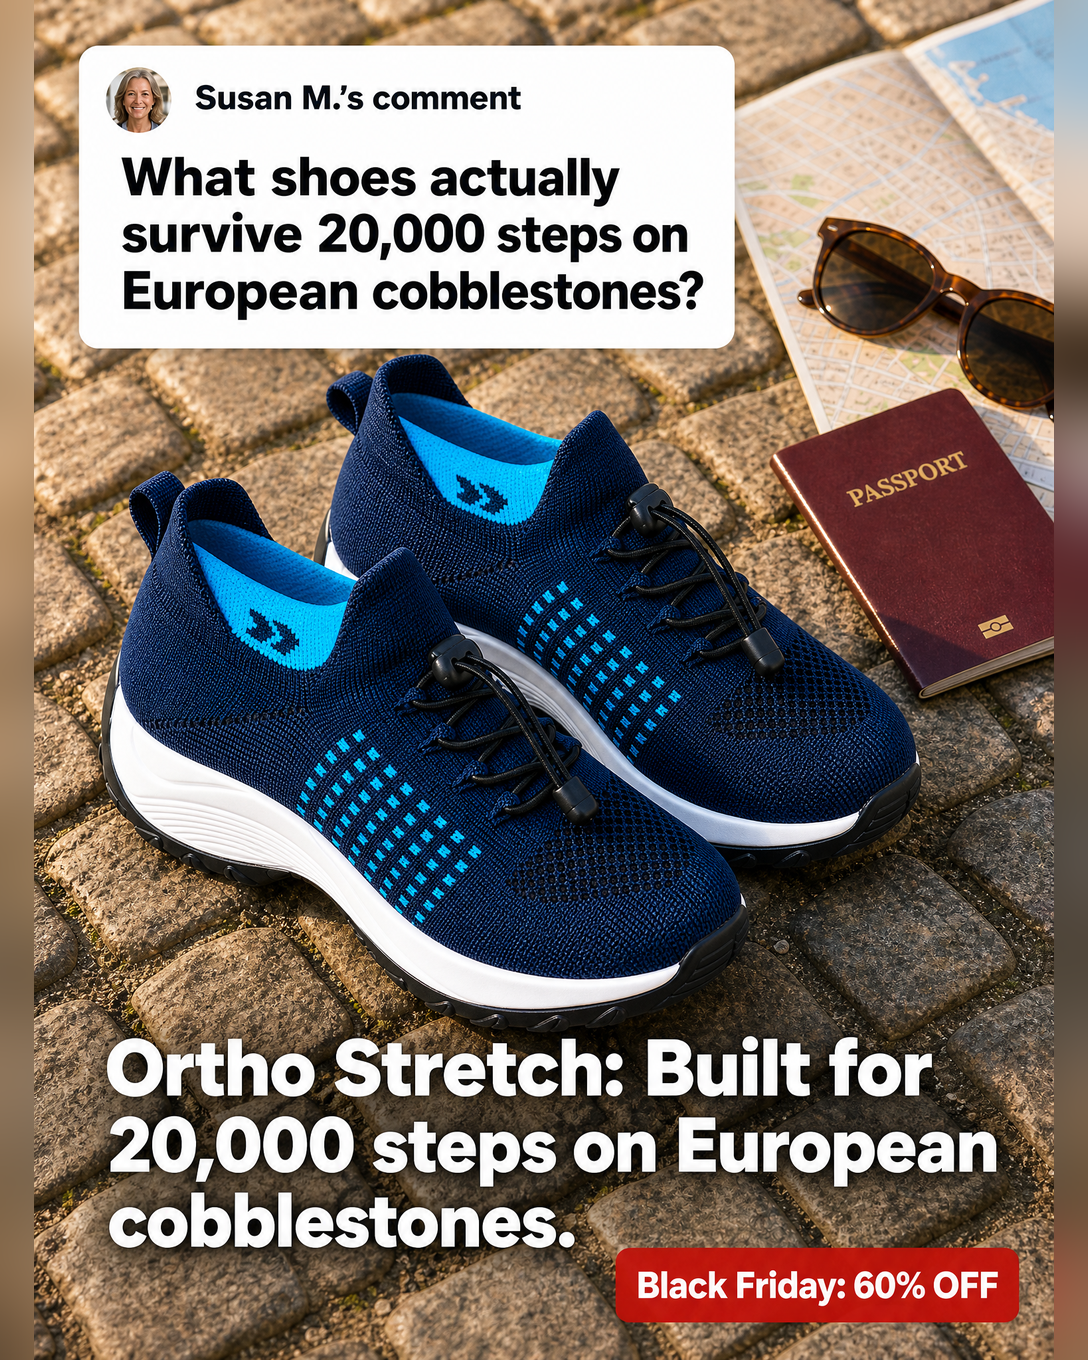 Susan M.’s comment
What shoes actually
survive 20,000 steps on
European cobblestones?
PASSPORT
Ortho Stretch: Built for
20,000 steps on European
cobblestones.
Black Friday: 60% OFF